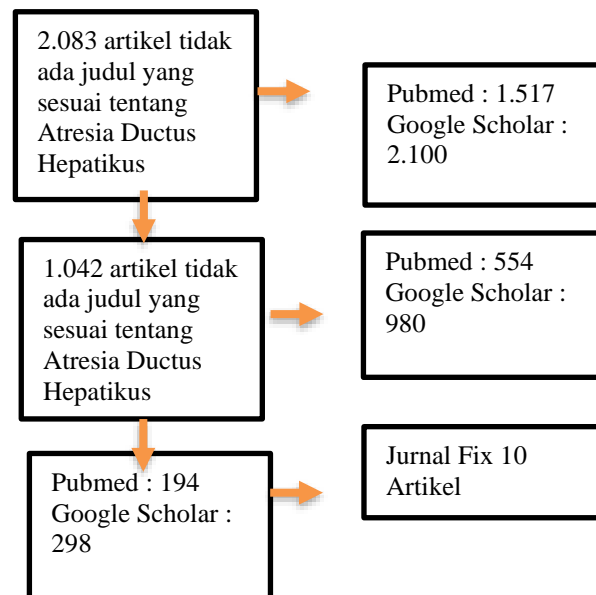 2.083 artikel tidak
ada judul yang
sesuai tentang
Atresia Ductus
Hepatikus
Pubmed : 1.517
Google Scholar :
2.100
1.042 artikel tidak
ada judul yang
sesuai tentang
Atresia Ductus
Hepatikus
Pubmed : 554
Google Scholar :
980
Pubmed : 194
Google Scholar :
298
Jurnal Fix 10
Artikel